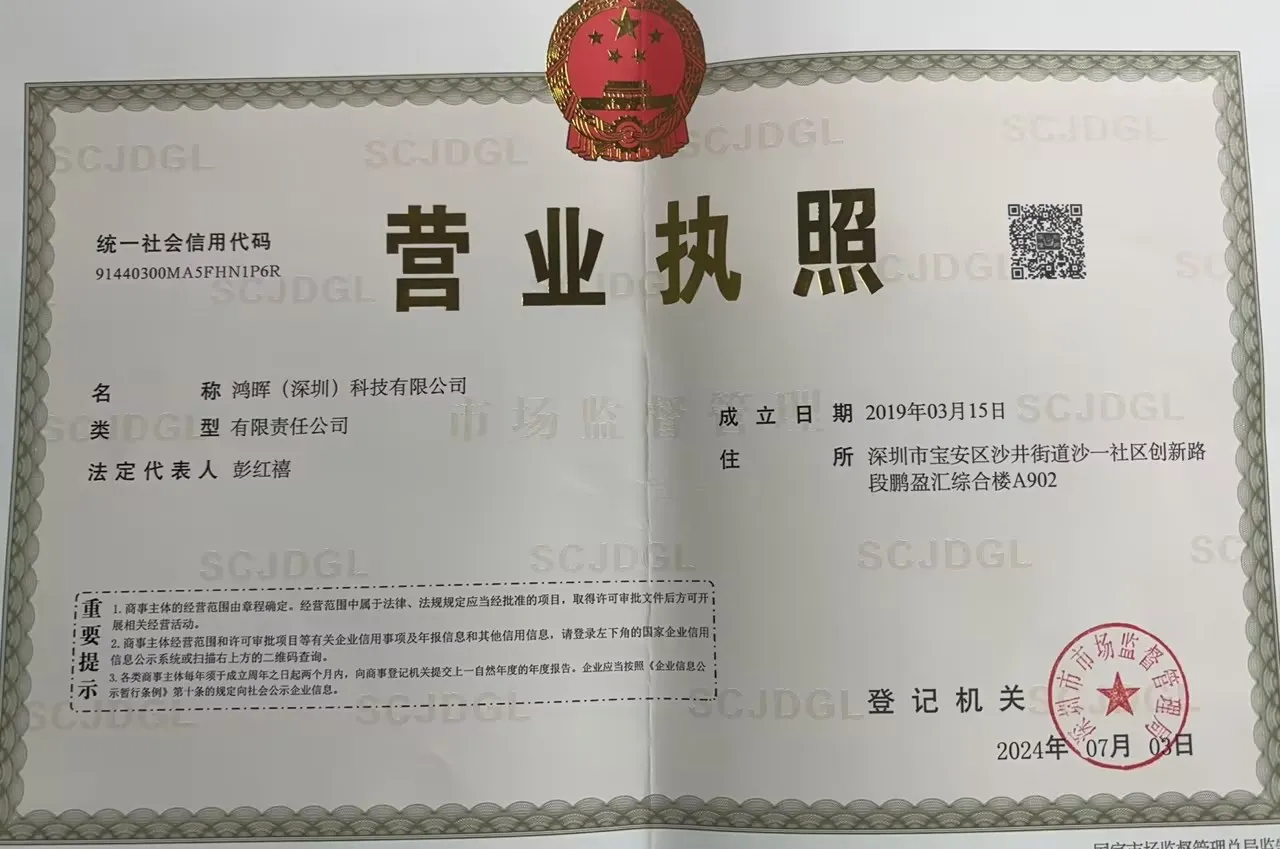 SCJDGL SCJDGL SCJDGL SCJDGL
营业执照
统一社会信用代码
91440300MA5FHN1P6R
SCJDGL SCJDGL SCJDGL
名 称 鸿晖（深圳）科技有限公司
类 型 有限责任公司
法定代表人 彭红禧
市场监督管理
成立日期 2019年03月15日
住 所 深圳市宝安区沙井街道沙一社区创新路
段鹏盈汇综合楼A902
SCJDGL SCJDGL
SCJDGL SCJDGL SCJDGL
重要提示
1. 商事主体的经营范围由章程确定。经营范围中属于法律、法规规定应当经批准的项目，取得许可审批文件后方可开
展相关经营活动。
2. 商事主体经营范围和许可审批项目等有关企业信用事项及年报信息和其他信用信息，请登录左下角的国家企业信用
信息公示系统或扫描右上方的二维码查询。
3. 各类商事主体每年须于成立周年之日起两个月内，向商事登记机关提交上一自然年度的年度报告。企业应当按照《企业信息公
示暂行条例》第十条的规定向社会公示企业信息。
SCJDGL SCJDGL SCJDGL
登记机关
深圳市市场监督管理局
2024年 07月 03日
国家市场监督管理总局监